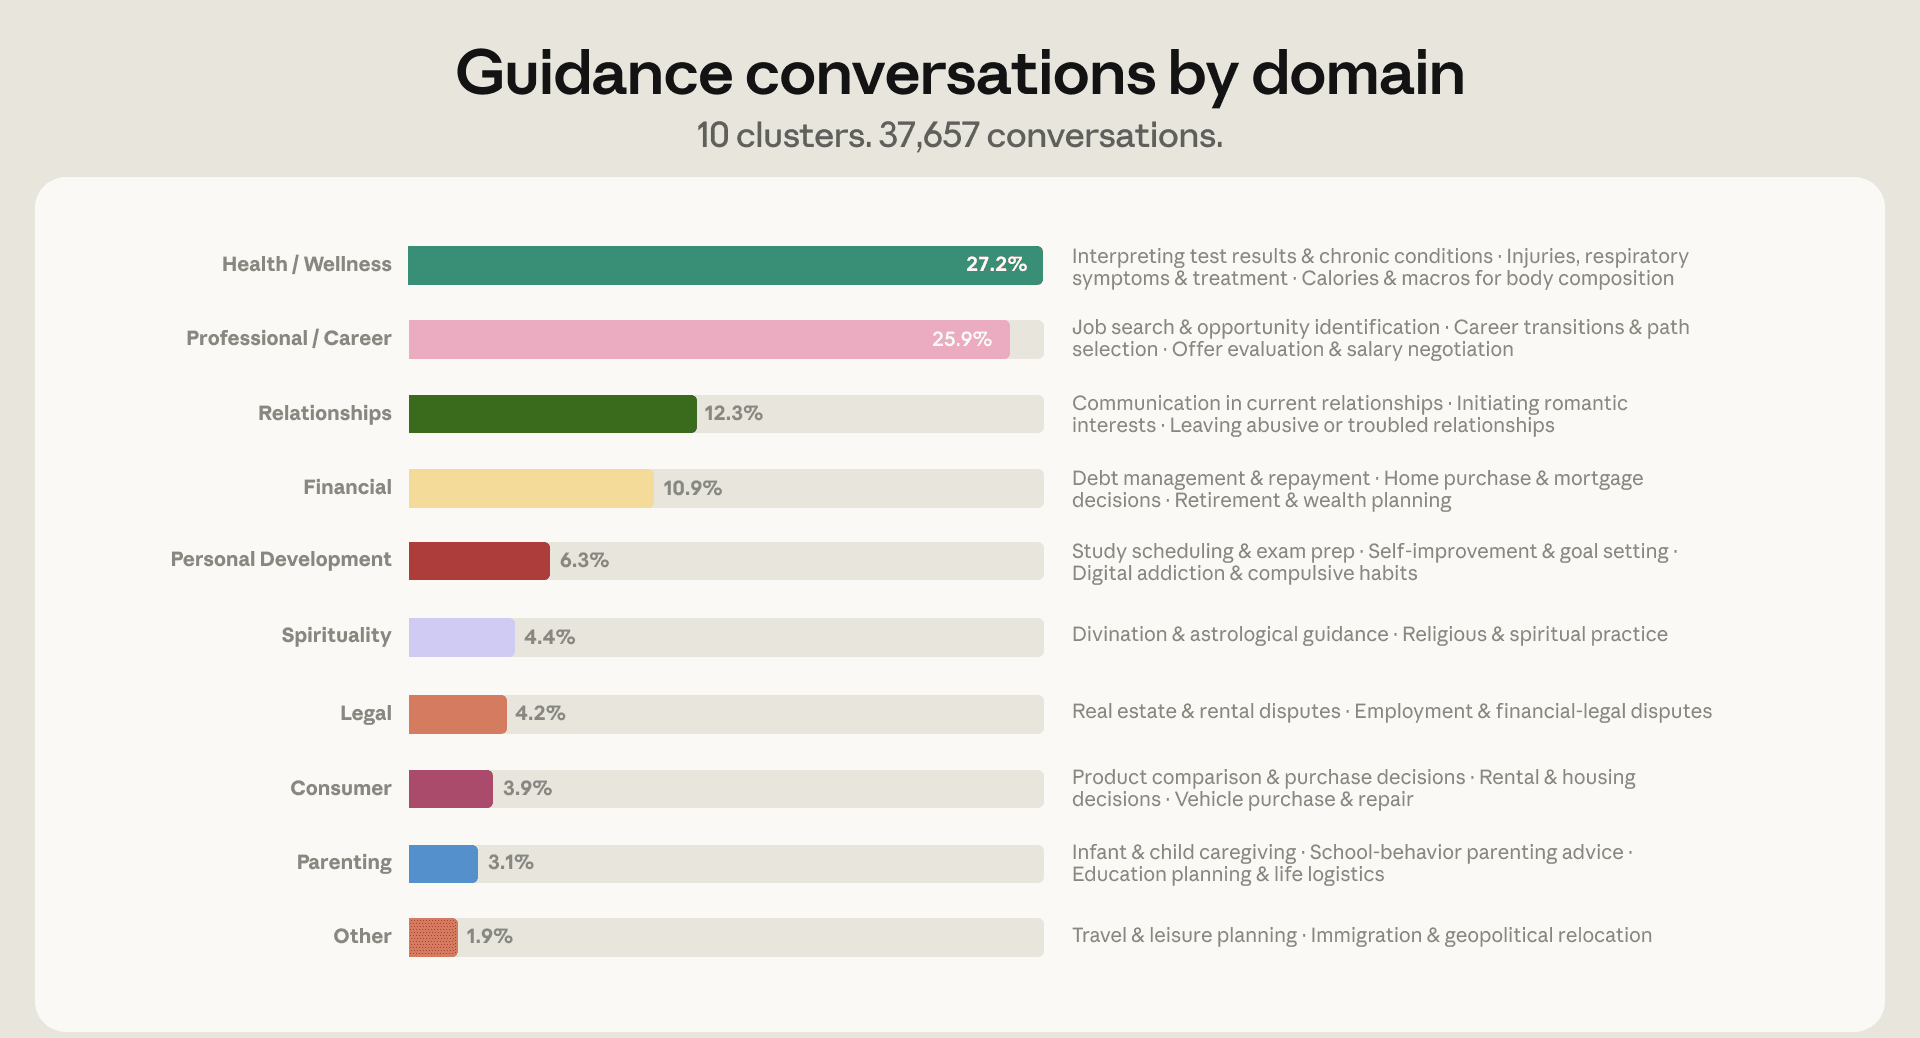 Guidance conversations by domain
10 clusters. 37,657 conversations.
Health / Wellness
27.2%
Interpreting test results & chronic conditions · Injuries, respiratory
symptoms & treatment · Calories & macros for body composition
Professional / Career
25.9%
Job search & opportunity identification · Career transitions & path
selection · Offer evaluation & salary negotiation
Relationships
12.3%
Communication in current relationships · Initiating romantic
interests · Leaving abusive or troubled relationships
Financial
10.9%
Debt management & repayment · Home purchase & mortgage
decisions · Retirement & wealth planning
Personal Development
6.3%
Study scheduling & exam prep · Self-improvement & goal setting ·
Digital addiction & compulsive habits
Spirituality
4.4%
Divination & astrological guidance · Religious & spiritual practice
Legal
4.2%
Real estate & rental disputes · Employment & financial-legal disputes
Consumer
3.9%
Product comparison & purchase decisions · Rental & housing
decisions · Vehicle purchase & repair
Parenting
3.1%
Infant & child caregiving · School-behavior parenting advice ·
Education planning & life logistics
Other
1.9%
Travel & leisure planning · Immigration & geopolitical relocation